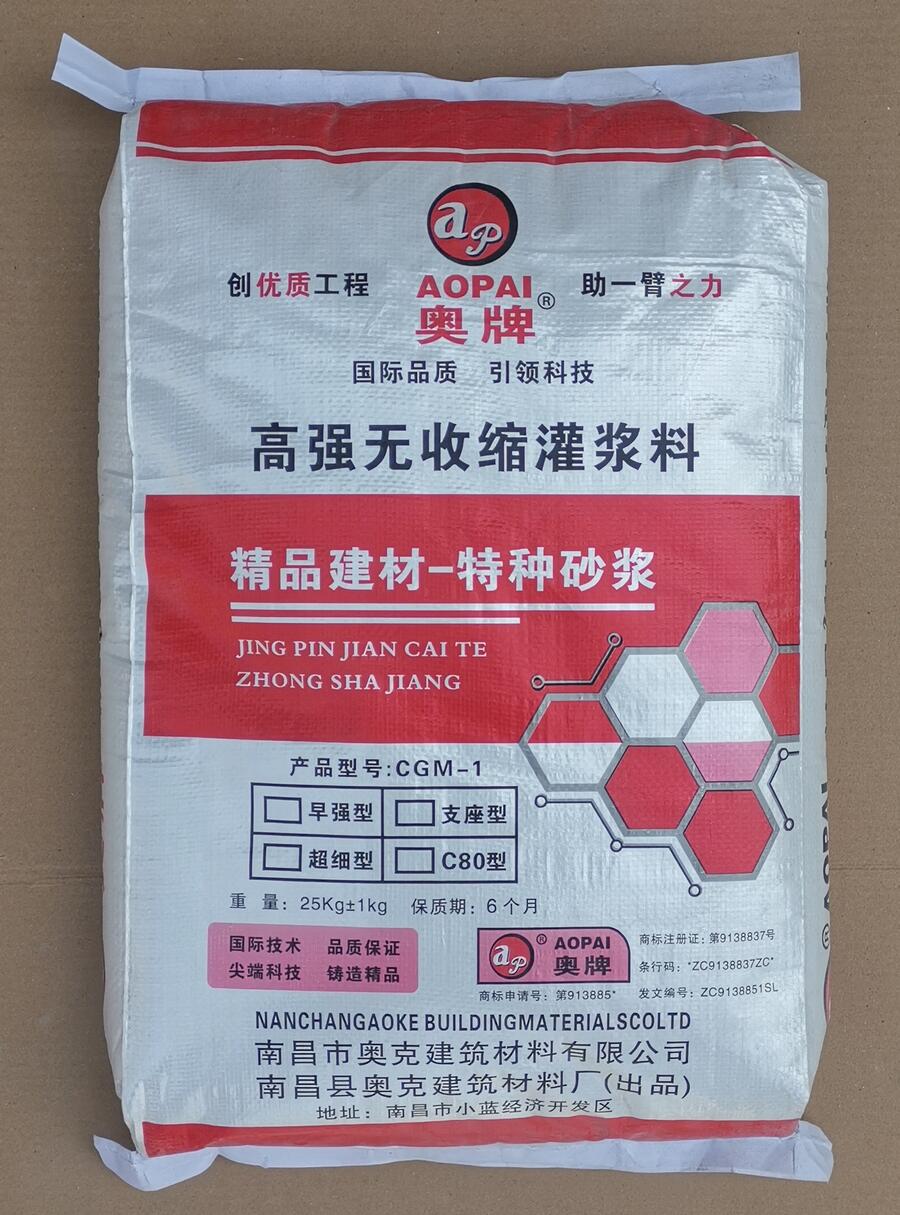 ap
创优质工程 AOPAI® 助一臂之力
奥牌
国际品质 引领科技
高强无收缩灌浆料
精品建材-特种砂浆
JING PIN JIAN CAI TE
ZHONG SHA JIANG
产品型号:CGM-1
早强型 支座型
超细型 C80型
重 量: 25Kg±1kg 保质期: 6个月
国际技术 品质保证
尖端科技 铸造精品
ap® AOPAI
奥牌
商标申请号: 第913885*
商标注册证: 第9138837号
条行码: *ZC9138837ZC*
发文编号: ZC9138851SL
NANCHANGAOKE BUILDINGMATERIALSCOLTD
南昌市奥克建筑材料有限公司
南昌县奥克建筑材料厂(出品)
地址: 南昌市小蓝经济开发区
® AOPAI